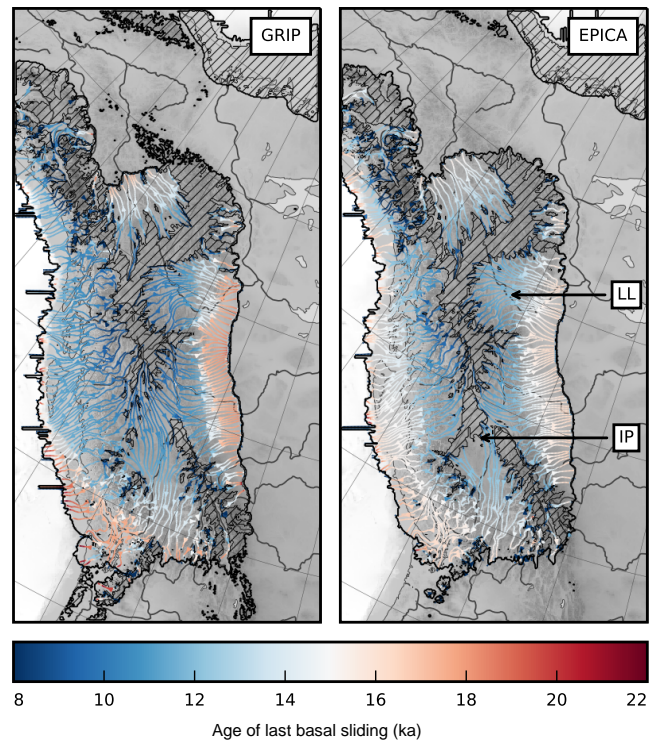 GRIP
EPICA
LL
IP
8 10 12 14 16 18 20 22
Age of last basal sliding (ka)